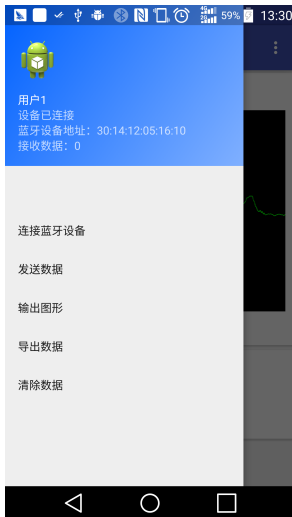 4G 2G 59% 13:30
用户1
设备已连接
蓝牙设备地址：30:14:12:05:16:10
接收数据：0
连接蓝牙设备
发送数据
输出图形
导出数据
清除数据